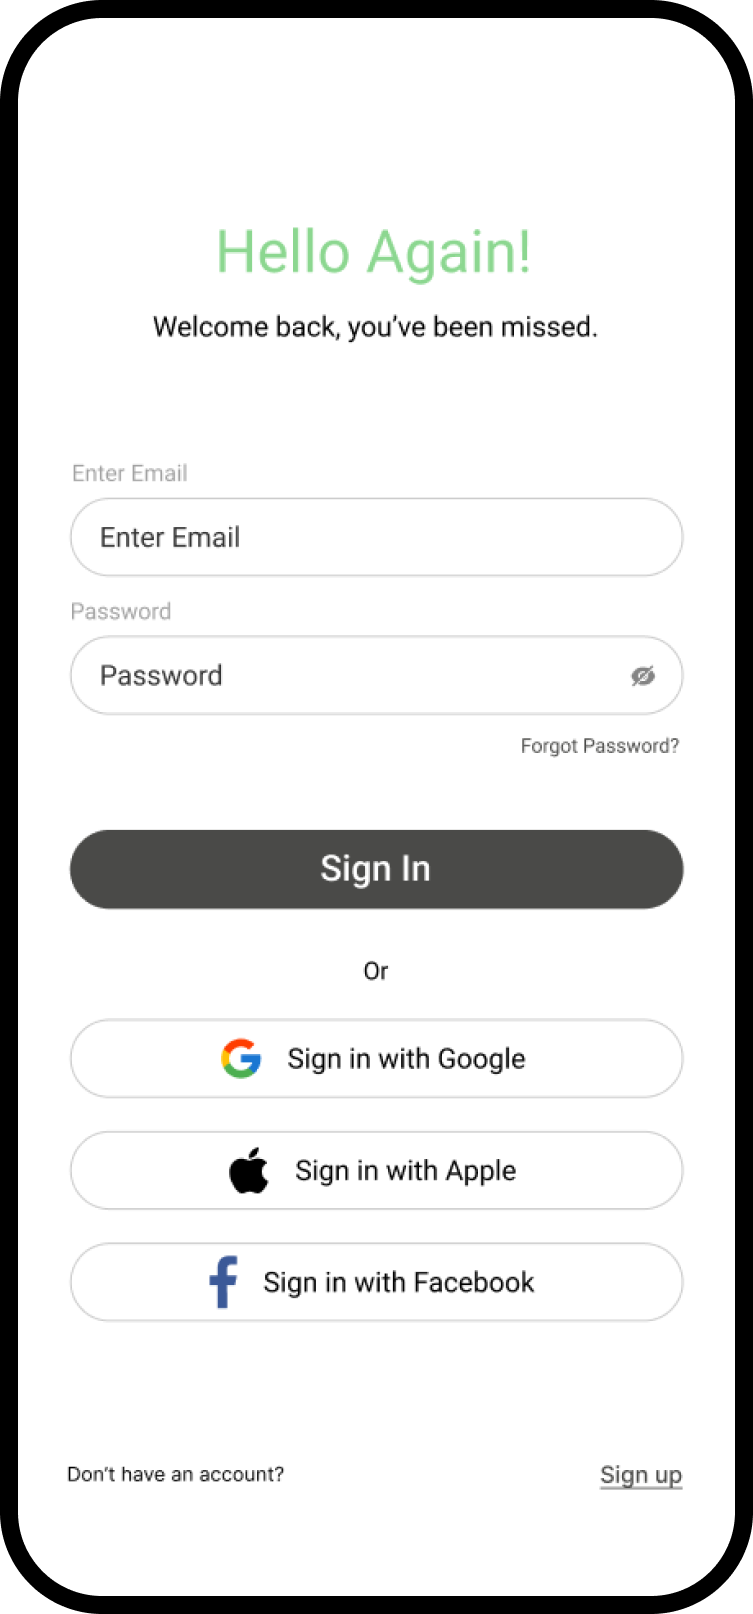 Hello Again!
Welcome back, you’ve been missed.
Enter Email
Enter Email
Password
Password
Forgot Password?
Sign In
Or
Sign in with Google
Sign in with Apple
Sign in with Facebook
Don’t have an account? Sign up